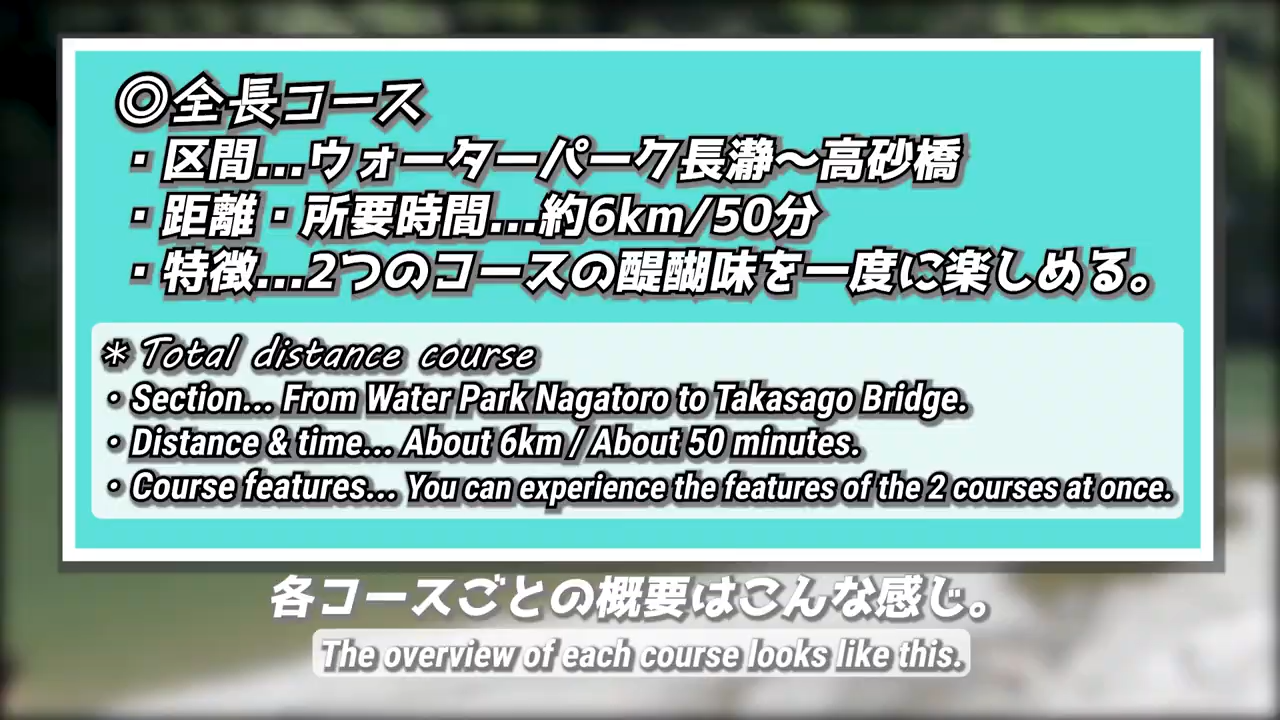 ◎全長コース
・区間...ウォーターパーク長瀞～高砂橋
・距離・所要時間...約6km/50分
・特徴...2つのコースの醍醐味を一度に楽しめる。
* Total distance course
・Section... From Water Park Nagatoro to Takasago Bridge.
・Distance & time... About 6km / About 50 minutes.
・Course features... You can experience the features of the 2 courses at once.
各コースごとの概要はこんな感じ。
The overview of each course looks like this.